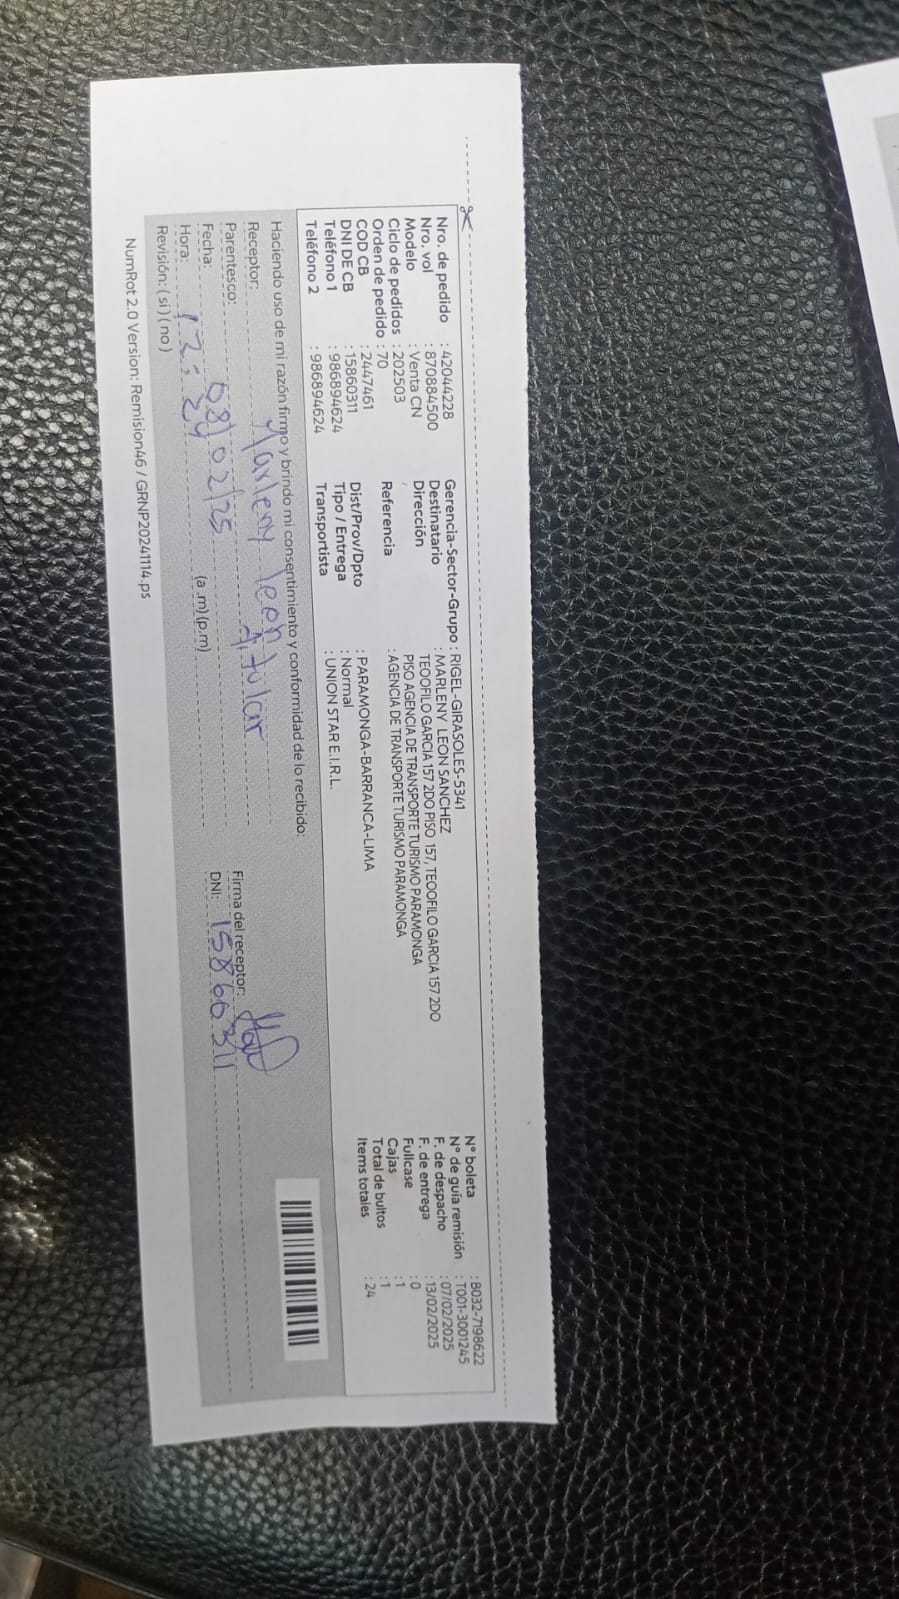 Nro. de pedido : 42044228
Nro. vol : 870884500
Modelo : Venta CN
Ciclo de pedidos : 202503
Orden de pedido : 70
COD CB : 2447461
DNI DE CB : 15860311
Teléfono 1 : 986894624
Teléfono 2 : 986894624
Gerencia-Sector-Grupo : RIGEL-GIRASOLES-5341
Destinatario : MARLENY LEON SANCHEZ
Dirección TEOOFILO GARCIA 157 2DO PISO 157, TEOOFILO GARCIA 157 2DO
PISO AGENCIA DE TRANSPORTE TURISMO PARAMONGA
Referencia : AGENCIA DE TRANSPORTE TURISMO PARAMONGA
Dist/Prov/Dpto : PARAMONGA-BARRANCA-LIMA
Tipo / Entrega : Normal
Transportista : UNION STAR E.I.R.L.
N° boleta : B032-7198622
N° de guía remisión : T001-3001245
F. de despacho : 07/02/2025
F. de entrega : 13/02/2025
Fullcase : 0
Cajas : 1
Total de bultos : 1
Items totales : 24
Haciendo uso de mi razón firmo y brindo mi consentimiento y conformidad de lo recibido:
Receptor: Marleny leon
Parentesco: titular
Fecha: 08/02/25
Hora: (a .m)(p.m)
Revisión: ( si ) ( no )
Firma del receptor:
DNI: 15860311
NumRot 2.0 Version: Remision46 / GRNP20241114.ps